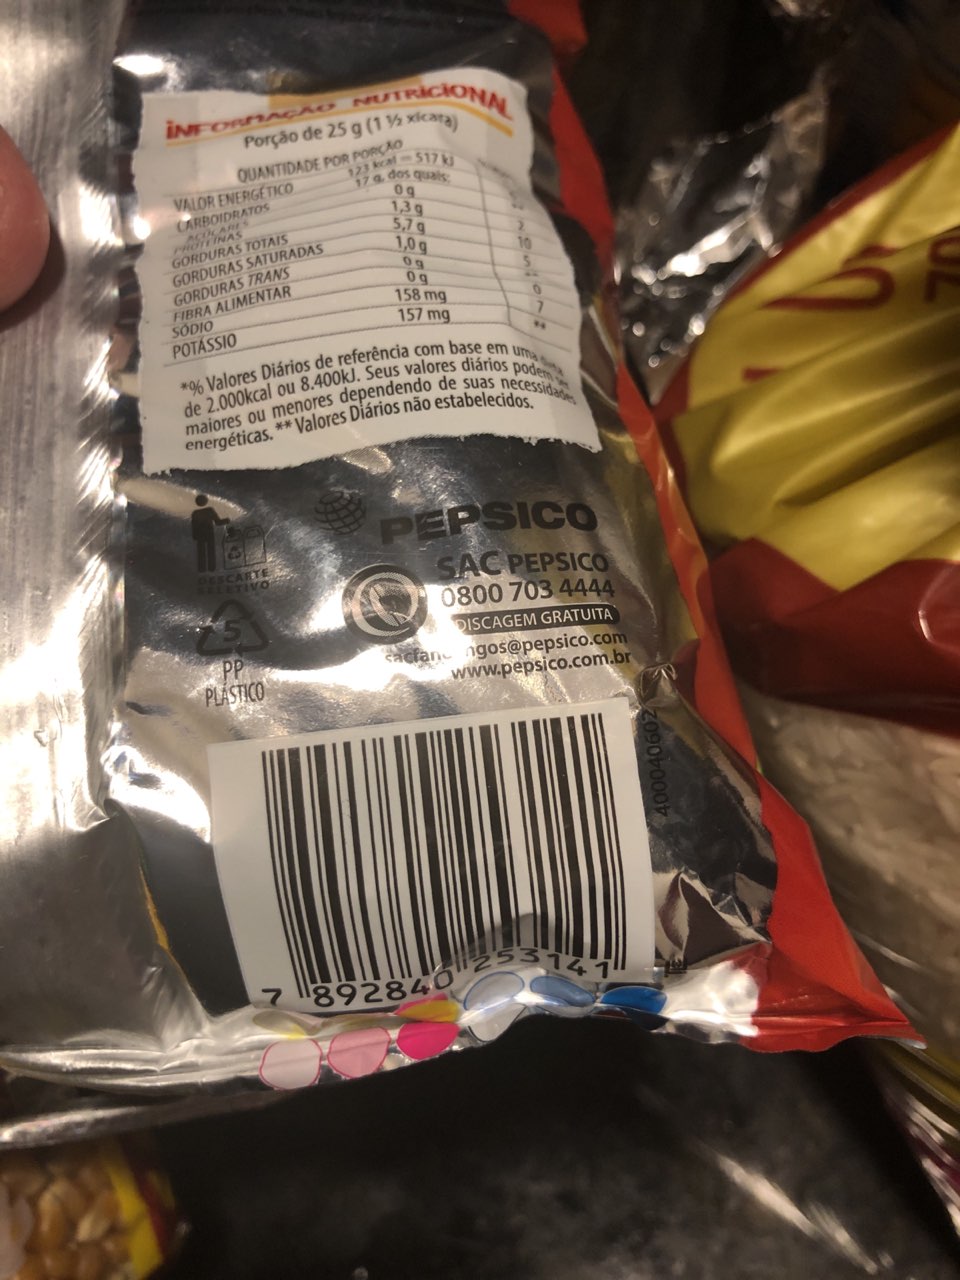 INFORMAÇÃO NUTRICIONAL
Porção de 25 g (1 ½ xícara)
QUANTIDADE POR PORÇÃO
VALOR ENERGÉTICO 123 kcal = 517 kJ
CARBOIDRATOS 17 g, dos quais:
AÇÚCARES 0 g **
PROTEÍNAS 1,3 g 2
GORDURAS TOTAIS 5,7 g 10
GORDURAS SATURADAS 1,0 g 5
GORDURAS TRANS 0 g **
FIBRA ALIMENTAR 0 g 0
SÓDIO 158 mg 7
POTÁSSIO 157 mg **
*% Valores Diários de referência com base em uma
de 2.000kcal ou 8.400kJ. Seus valores diários podem ser
maiores ou menores dependendo de suas necessidades
energéticas. ** Valores Diários não estabelecidos.
PEPSICO
DESCARTE
SELETIVO
SAC PEPSICO
0800 703 4444
DISCAGEM GRATUITA
www.pepsico.com.br
5
PP
PLÁSTICO
400040602
7 892840 253141